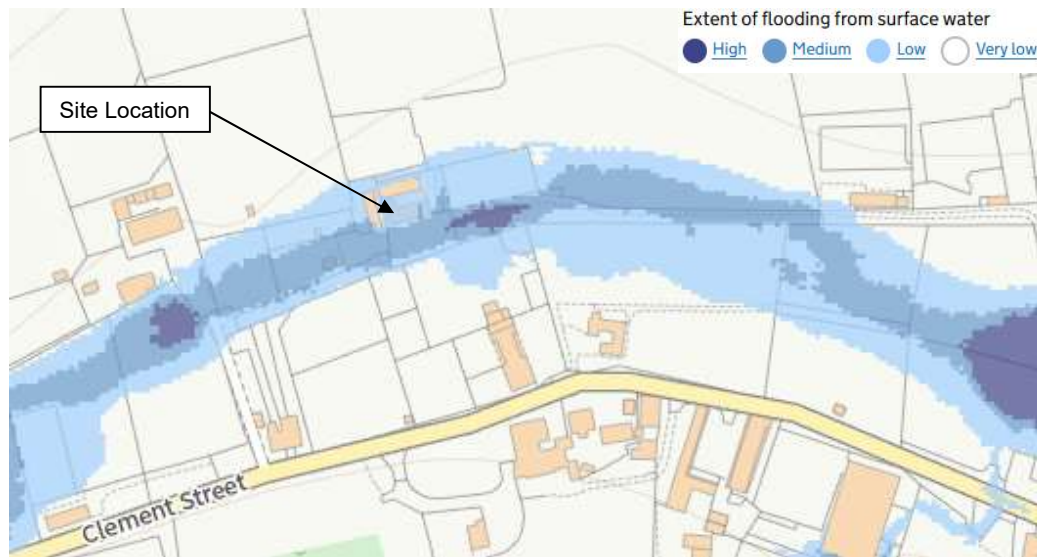 Extent of flooding from surface water
High Medium Low Very low
Site Location
Clement Street